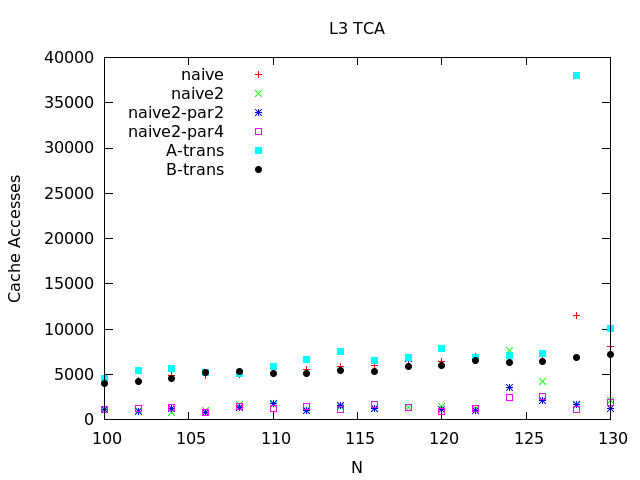 L3 TCA
40000
35000
30000
25000
20000
15000
10000
5000
0
Cache Accesses
naive
naive2
naive2-par2
naive2-par4
A-trans
B-trans
100 105 110 115 120 125 130
N